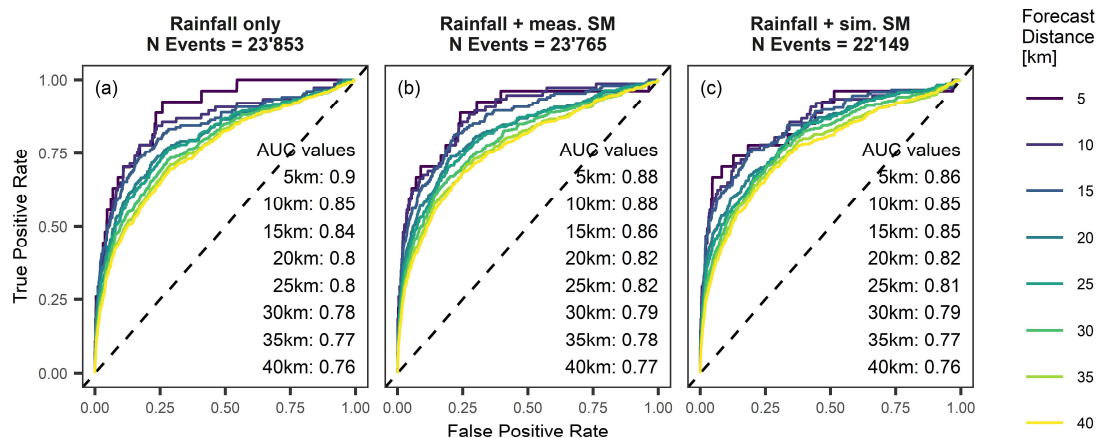 Rainfall only
N Events = 23'853
Rainfall + meas. SM
N Events = 23'765
Rainfall + sim. SM
N Events = 22'149
Forecast
Distance
[km]
5
10
15
20
25
30
35
40
True Positive Rate
1.00
0.75
0.50
0.25
0.00
(a)
AUC values
5km: 0.9
10km: 0.85
15km: 0.84
20km: 0.8
25km: 0.8
30km: 0.78
35km: 0.77
40km: 0.76
(b)
AUC values
5km: 0.88
10km: 0.88
15km: 0.86
20km: 0.82
25km: 0.82
30km: 0.79
35km: 0.78
40km: 0.77
(c)
AUC values
5km: 0.86
10km: 0.85
15km: 0.85
20km: 0.82
25km: 0.81
30km: 0.79
35km: 0.77
40km: 0.76
0.00 0.25 0.50 0.75 1.00
0.00 0.25 0.50 0.75 1.00
0.00 0.25 0.50 0.75 1.00
False Positive Rate